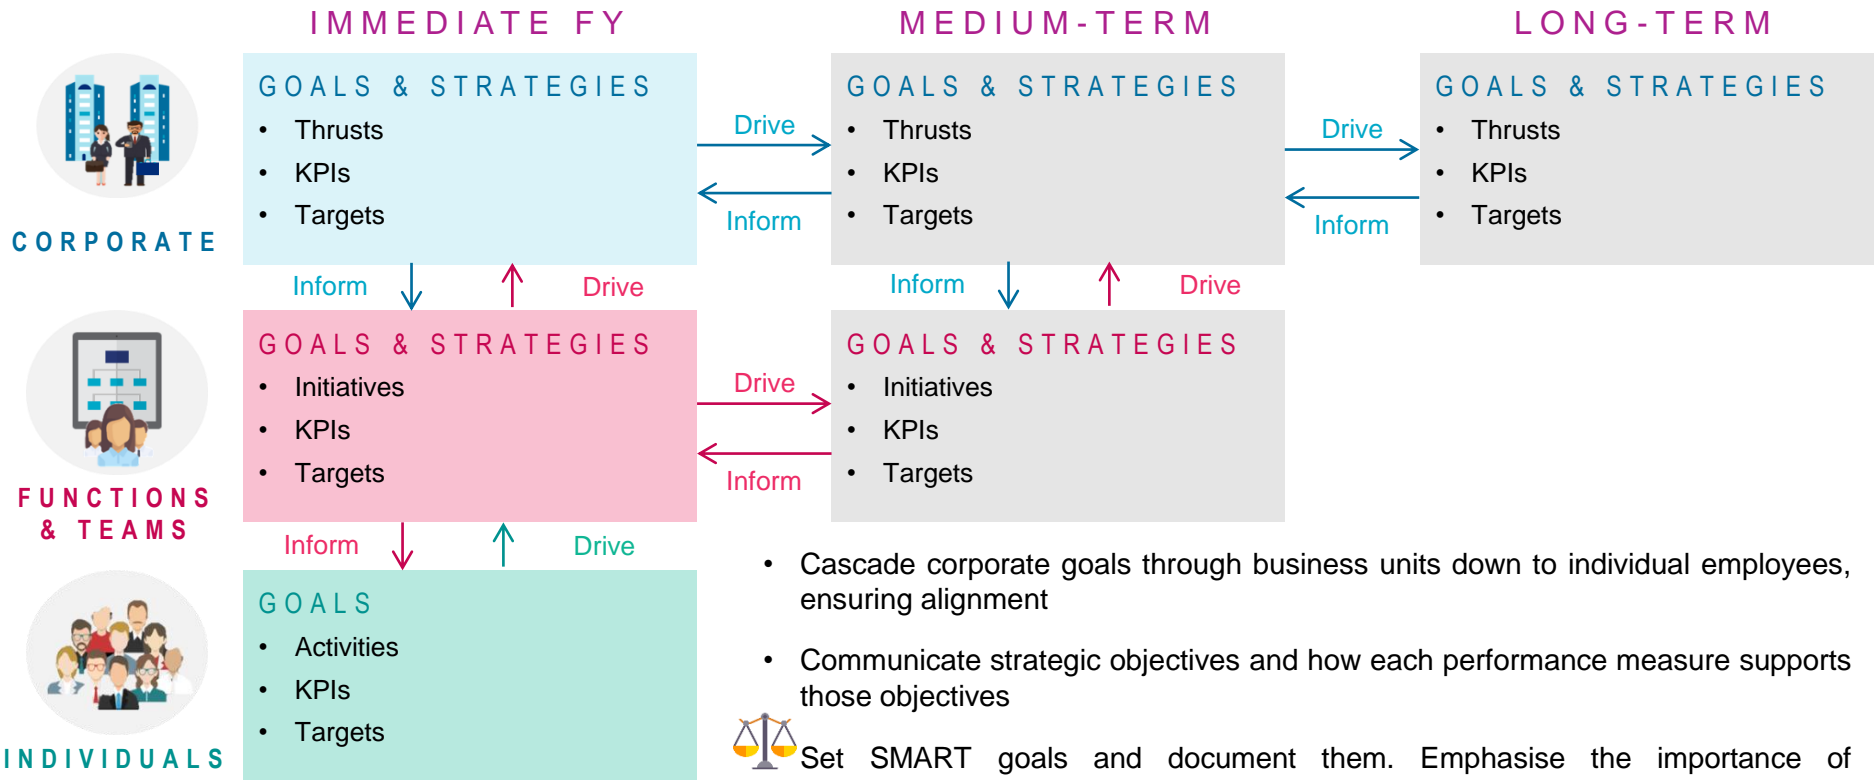 IMMEDIATE FY
MEDIUM-TERM
LONG-TERM
CORPORATE
GOALS & STRATEGIES
• Thrusts
• KPIs
• Targets
Drive
Inform
GOALS & STRATEGIES
• Thrusts
• KPIs
• Targets
Drive
Inform
GOALS & STRATEGIES
• Thrusts
• KPIs
• Targets
Inform
Drive
Inform
Drive
FUNCTIONS
& TEAMS
GOALS & STRATEGIES
• Initiatives
• KPIs
• Targets
Drive
Inform
GOALS & STRATEGIES
• Initiatives
• KPIs
• Targets
Inform
Drive
INDIVIDUALS
GOALS
• Activities
• KPIs
• Targets
• Cascade corporate goals through business units down to individual employees,
ensuring alignment
• Communicate strategic objectives and how each performance measure supports
those objectives
Set SMART goals and document them. Emphasise the importance of